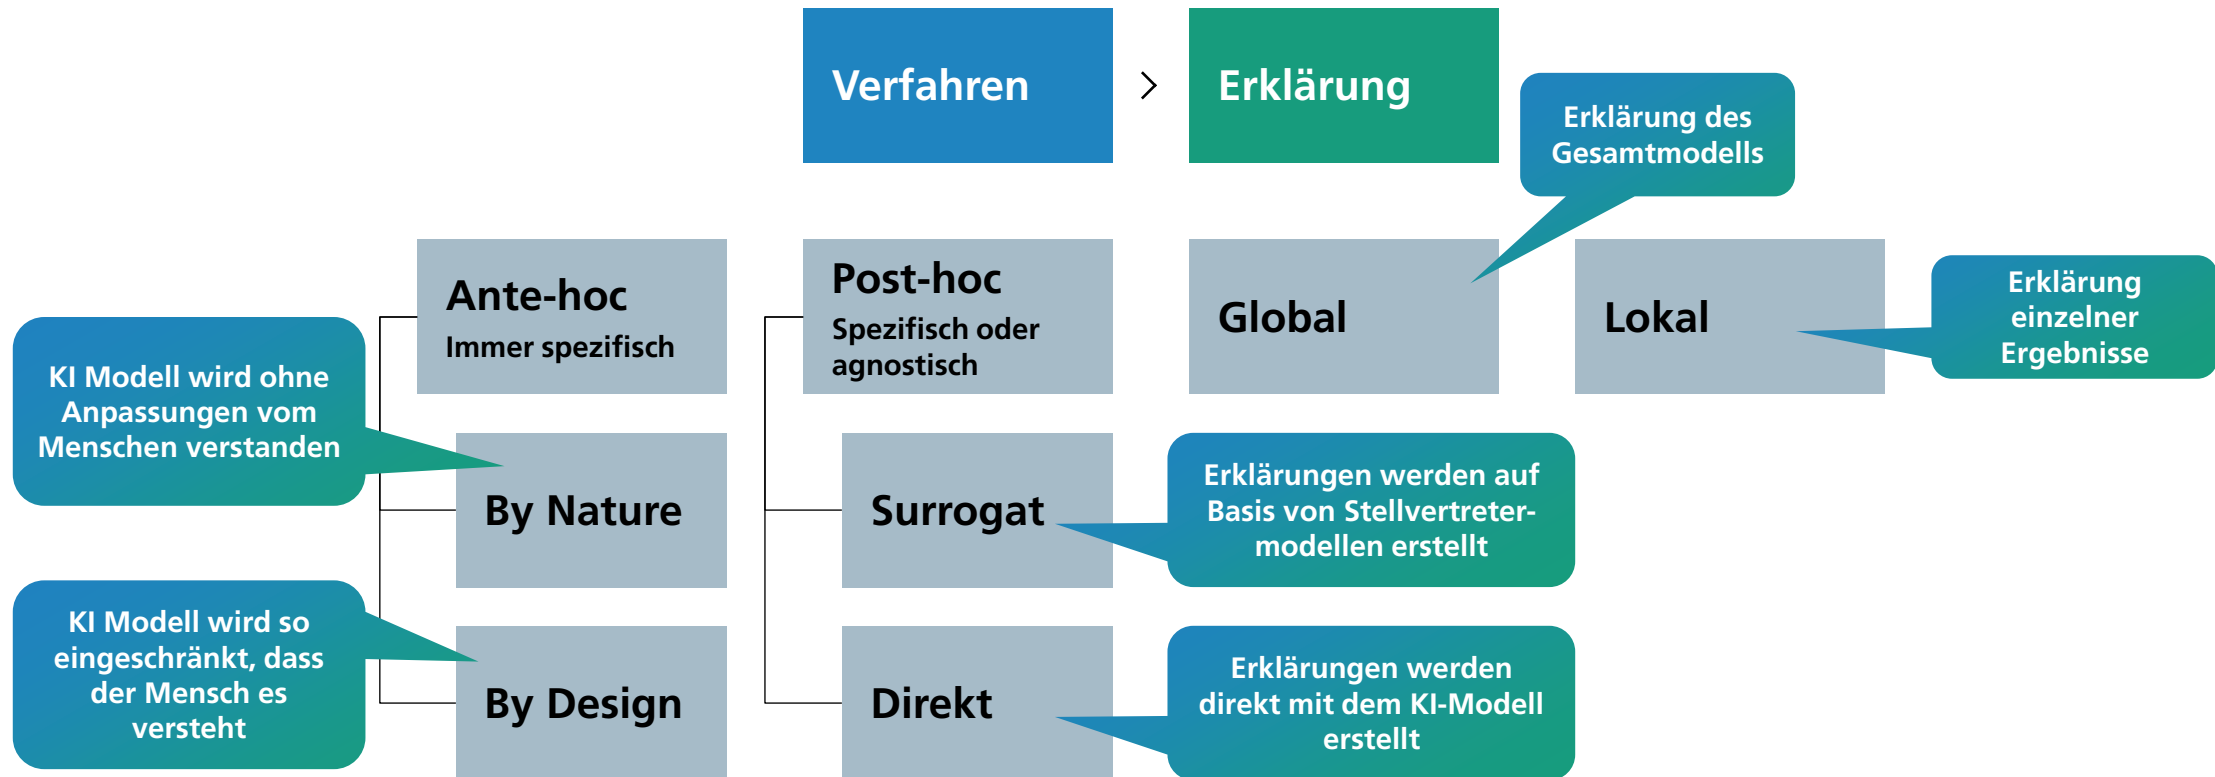 Verfahren
>
Erklärung
Erklärung des
Gesamtmodells
Ante-hoc
Immer spezifisch
Post-hoc
Spezifisch oder
agnostisch
Global
Lokal
Erklärung
einzelner
Ergebnisse
KI Modell wird ohne
Anpassungen vom
Menschen verstanden
By Nature
Surrogat
Erklärungen werden auf
Basis von Stellvertreter-
modellen erstellt
KI Modell wird so
eingeschränkt, dass
der Mensch es
versteht
By Design
Direkt
Erklärungen werden
direkt mit dem KI-Modell
erstellt